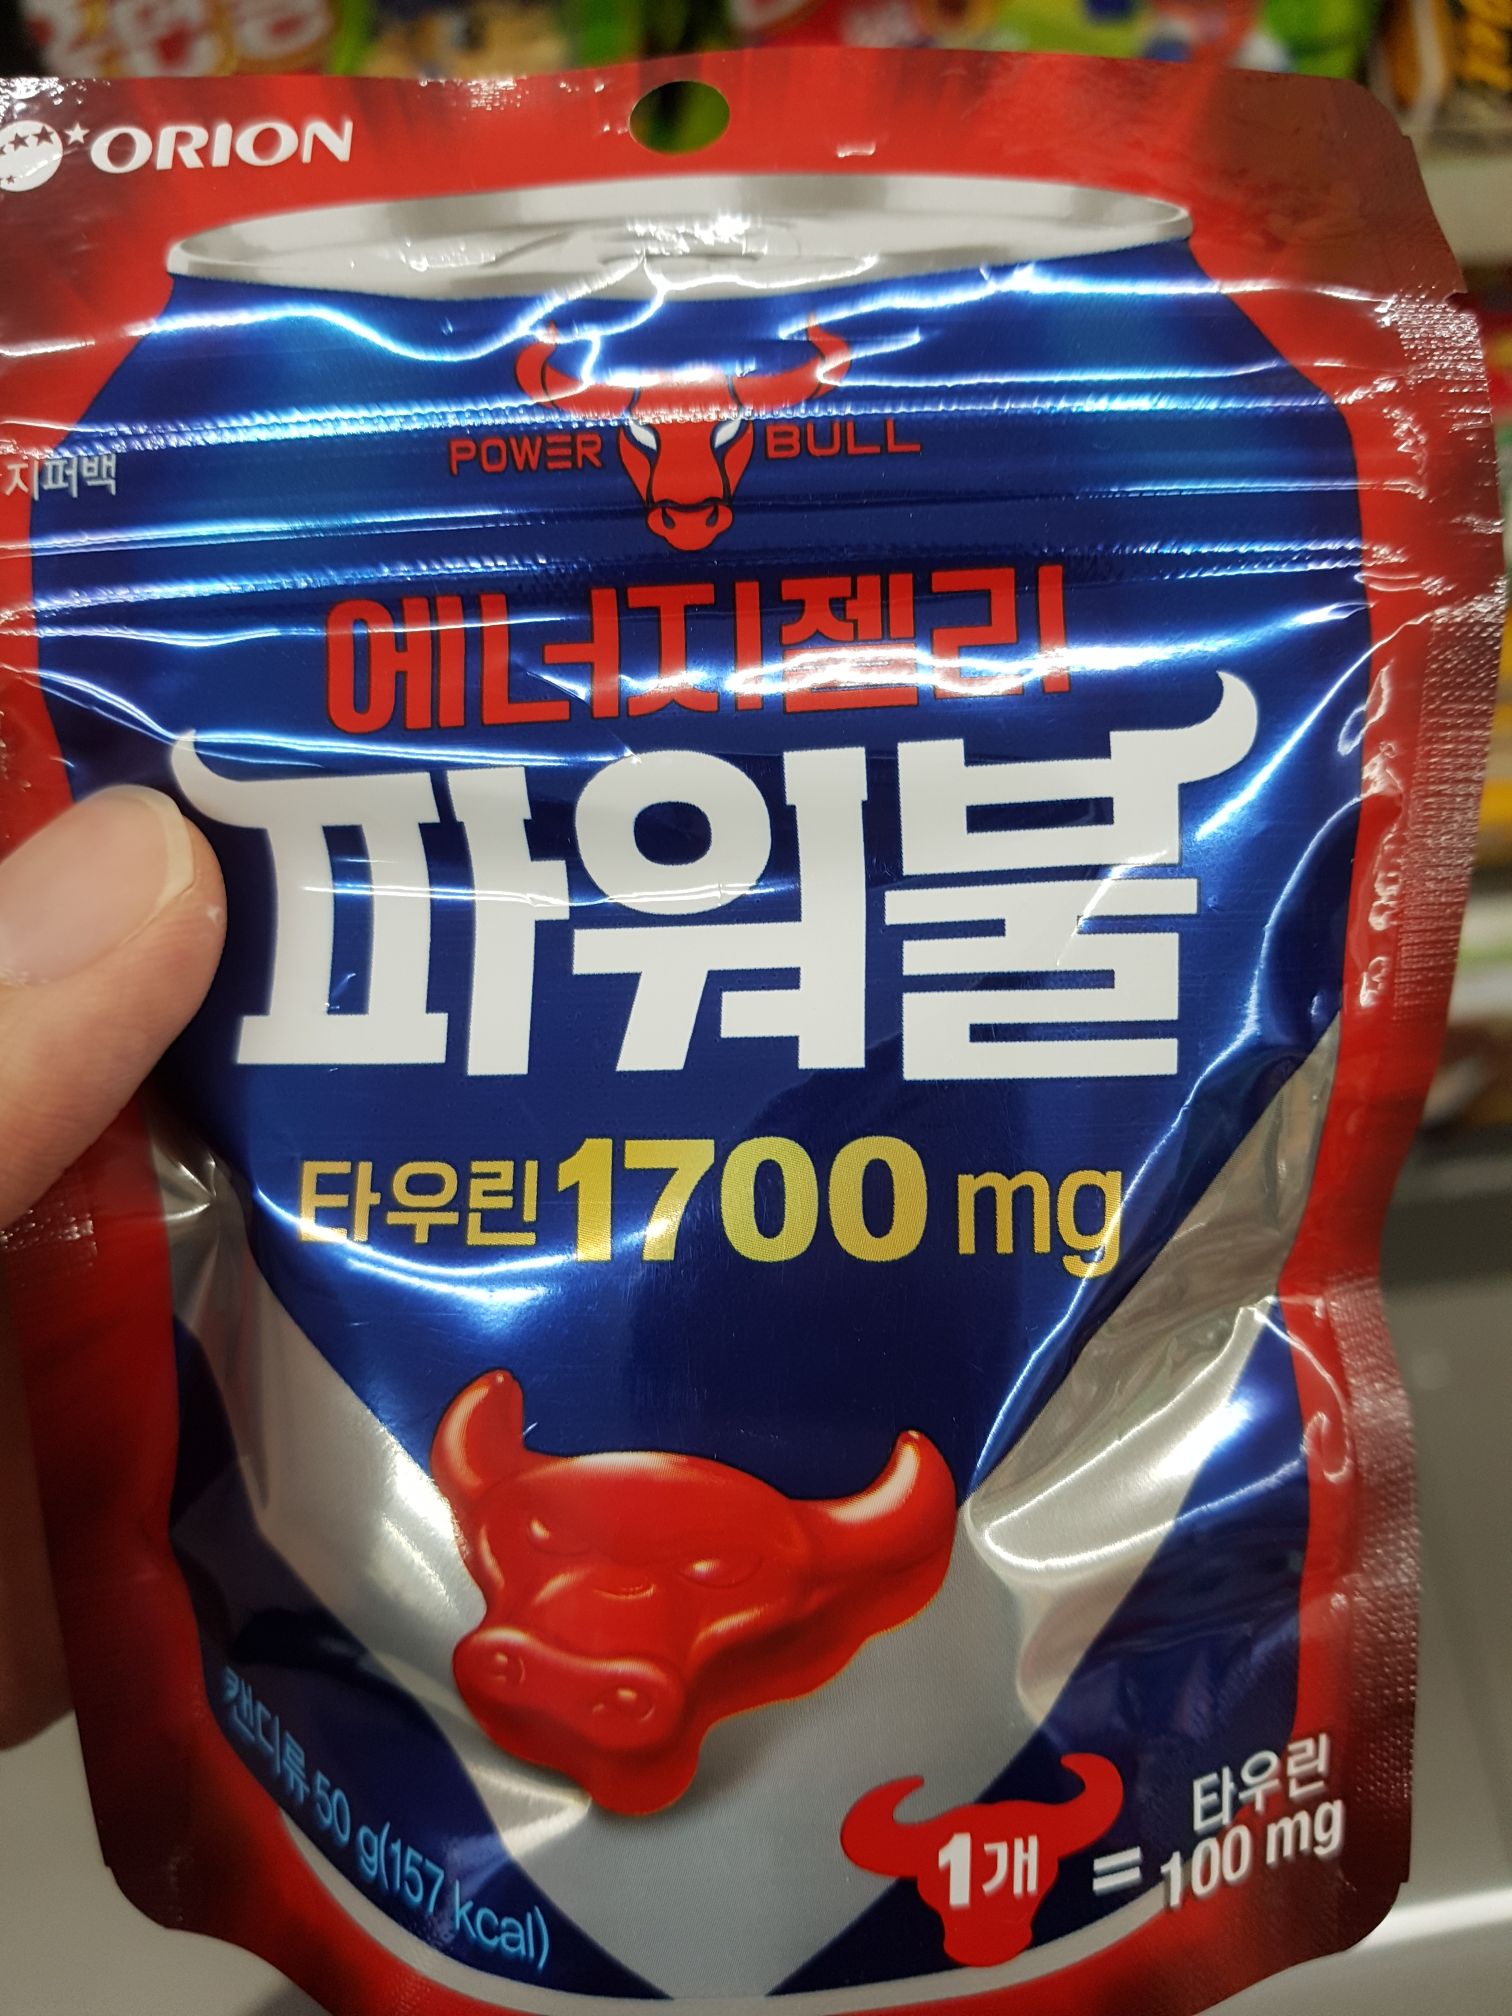 ORION
POWER BULL
지퍼백
에너지젤리
파워불
타우린 1700 mg
캔디류 50 g(157 kcal)
1개 = 타우린
100 mg